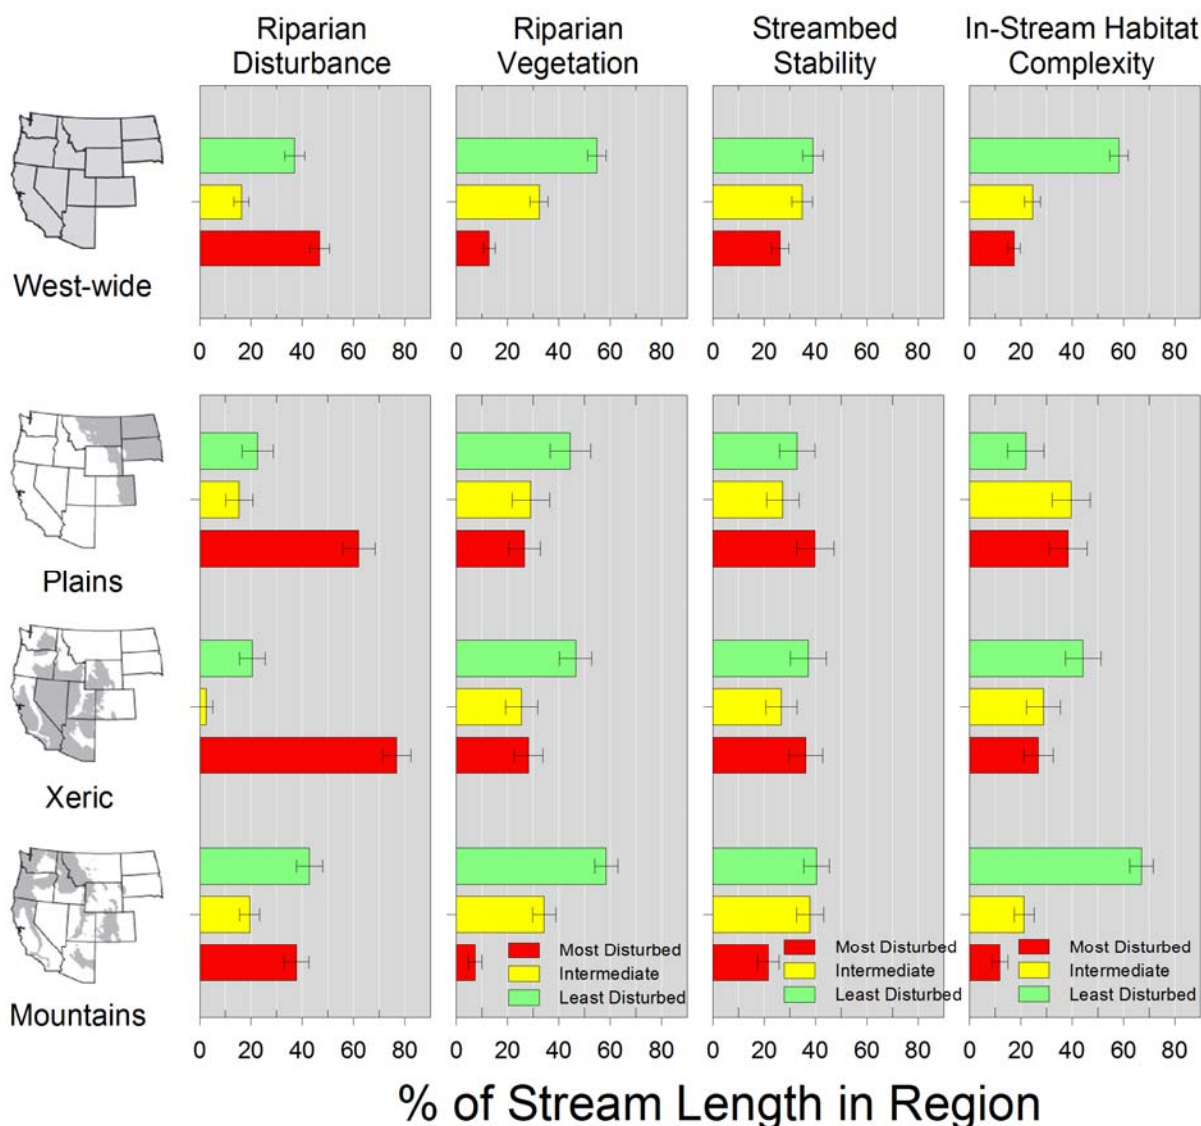 Riparian
Disturbance
Riparian
Vegetation
Streambed
Stability
In-Stream Habitat
Complexity
West-wide
0 20 40 60 80
0 20 40 60 80
0 20 40 60 80
0 20 40 60 80
Plains
Xeric
Mountains
Most Disturbed
Intermediate
Least Disturbed
Most Disturbed
Intermediate
Least Disturbed
Most Disturbed
Intermediate
Least Disturbed
0 20 40 60 80
0 20 40 60 80
0 20 40 60 80
0 20 40 60 80
% of Stream Length in Region